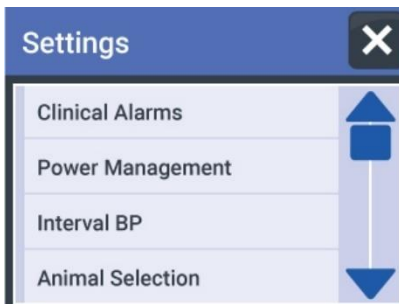 Settings
Clinical Alarms
Power Management
Interval BP
Animal Selection